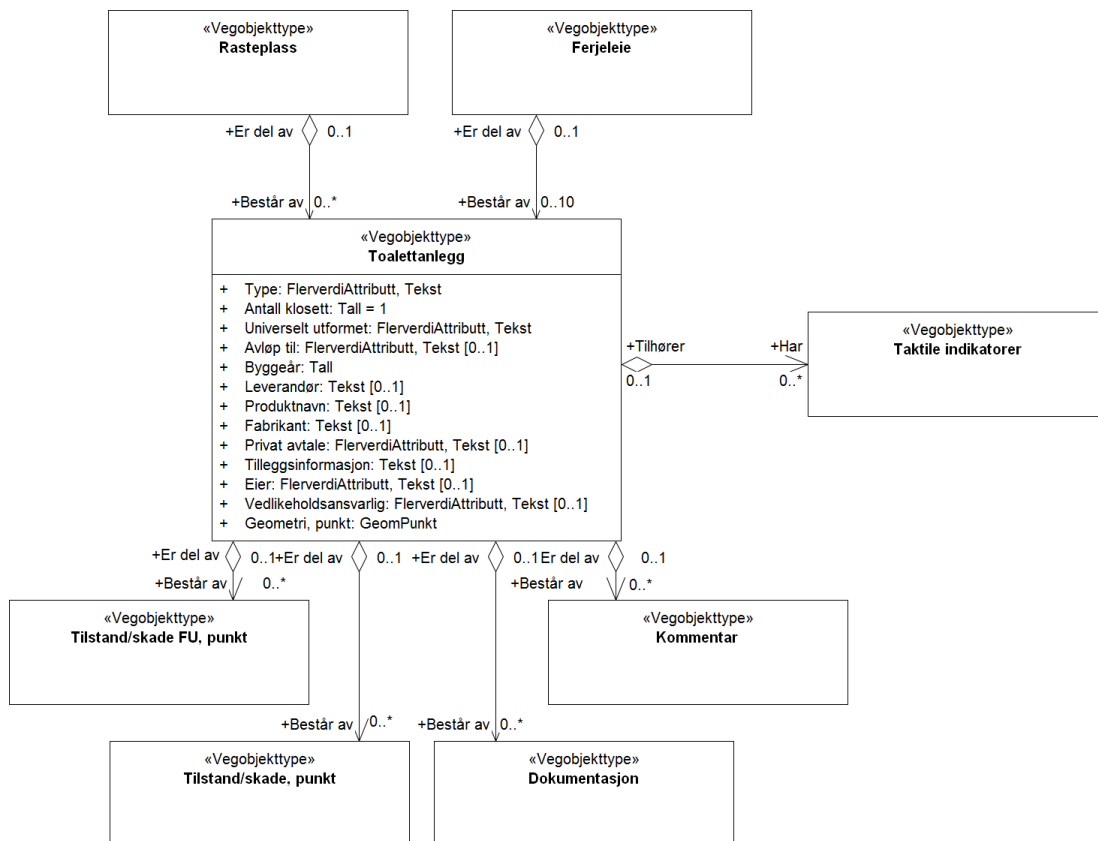 «Vegobjekttype»
Rasteplass
«Vegobjekttype»
Ferjeleie
+Er del av 0..1
+Er del av 0..1
+Består av 0..*
+Består av 0..10
«Vegobjekttype»
Toalettanlegg
+ Type: FlerverdiAttributt, Tekst
+ Antall klosett: Tall = 1
+ Universelt utformet: FlerverdiAttributt, Tekst
+ Avløp til: FlerverdiAttributt, Tekst [0..1]
+ Byggeår: Tall
+ Leverandør: Tekst [0..1]
+ Produktnavn: Tekst [0..1]
+ Fabrikant: Tekst [0..1]
+ Privat avtale: FlerverdiAttributt, Tekst [0..1]
+ Tilleggsinformasjon: Tekst [0..1]
+ Eier: FlerverdiAttributt, Tekst [0..1]
+ Vedlikeholdsansvarlig: FlerverdiAttributt, Tekst [0..1]
+ Geometri, punkt: GeomPunkt
+Tilhører
0..1
+Har
0..*
«Vegobjekttype»
Taktile indikatorer
+Er del av 0..1
+Består av 0..*
+Er del av 0..1
+Er del av 0..1
Er del av 0..1
+Består av 0..*
«Vegobjekttype»
Tilstand/skade FU, punkt
«Vegobjekttype»
Kommentar
+Består av 0..*
+Består av 0..*
«Vegobjekttype»
Tilstand/skade, punkt
«Vegobjekttype»
Dokumentasjon